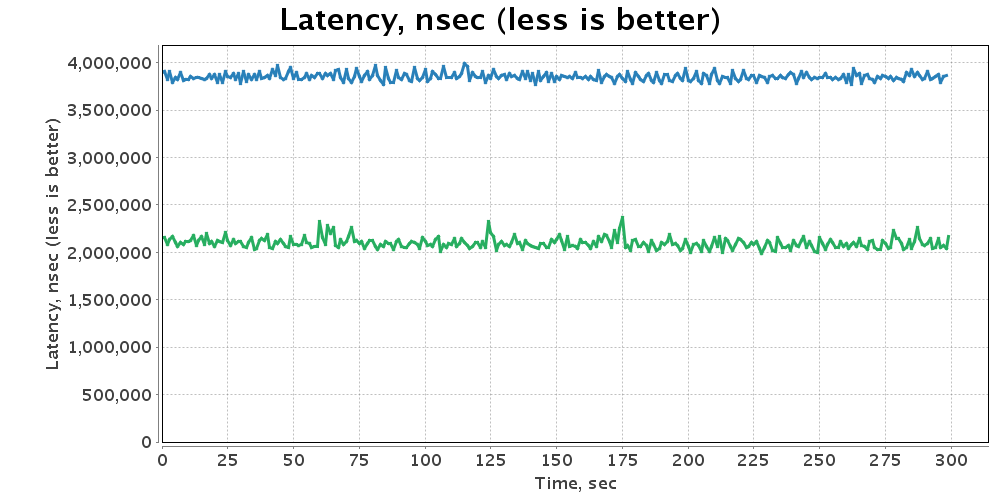 Latency, nsec (less is better)
Latency, nsec (less is better)
4,000,000
3,500,000
3,000,000
2,500,000
2,000,000
1,500,000
1,000,000
500,000
0
0 25 50 75 100 125 150 175 200 225 250 275 300
Time, sec